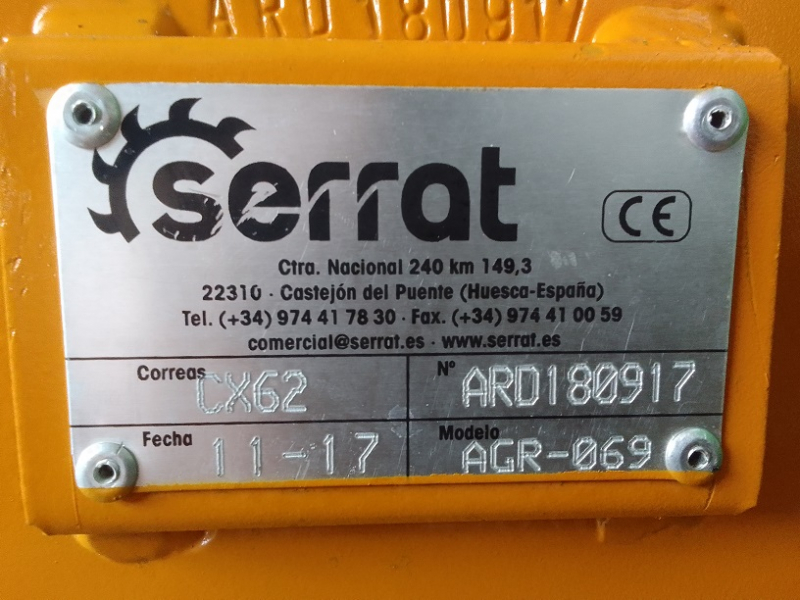 ARD180917
serrat
CE
Ctra. Nacional 240 km 149,3
22310 · Castejón del Puente (Huesca-España)
Tel. (+34) 974 41 78 30 · Fax. (+34) 974 41 00 59
comercial@serrat.es · www.serrat.es
Correas CX62 Nº ARD180917
Fecha 11-17 Modelo AGR-069